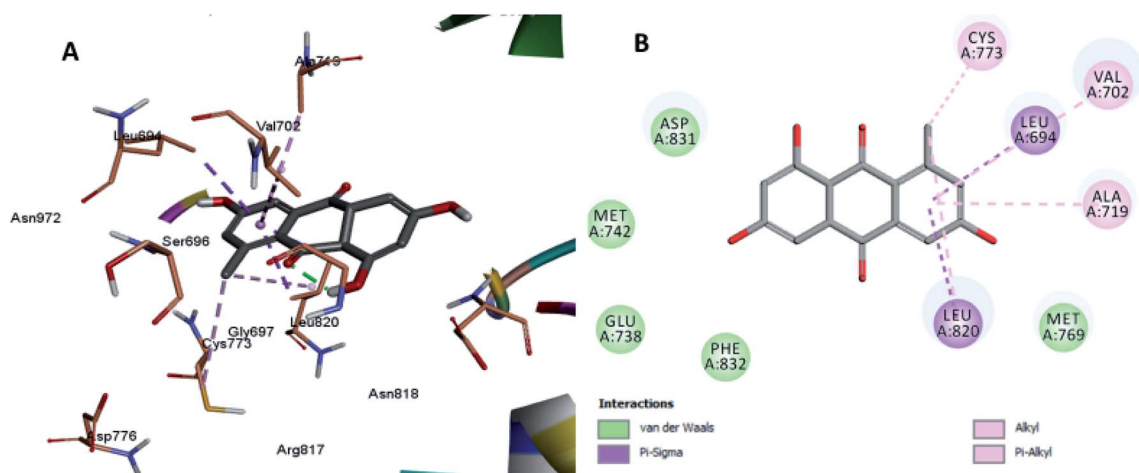 A
Ala719
Leu694
Val702
Asn972
Ser696
Gly697
Leu820
Cys773
Asn818
Asp776
Arg817
B
CYS
A:773
VAL
A:702
ASP
A:831
LEU
A:694
ALA
A:719
MET
A:742
GLU
A:738
PHE
A:832
LEU
A:820
MET
A:769
Interactions
van der Waals
Pi-Sigma
Alkyl
Pi-Alkyl